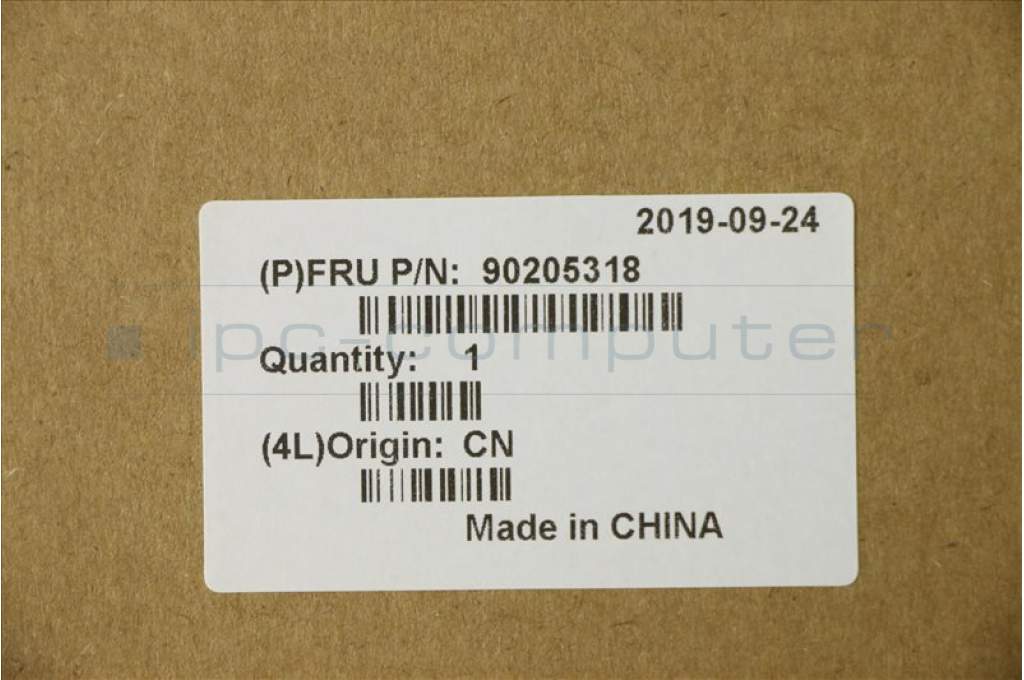 2019-09-24
(P)FRU P/N: 90205318
ipc-computer
Quantity: 1
(4L)Origin: CN
Made in CHINA